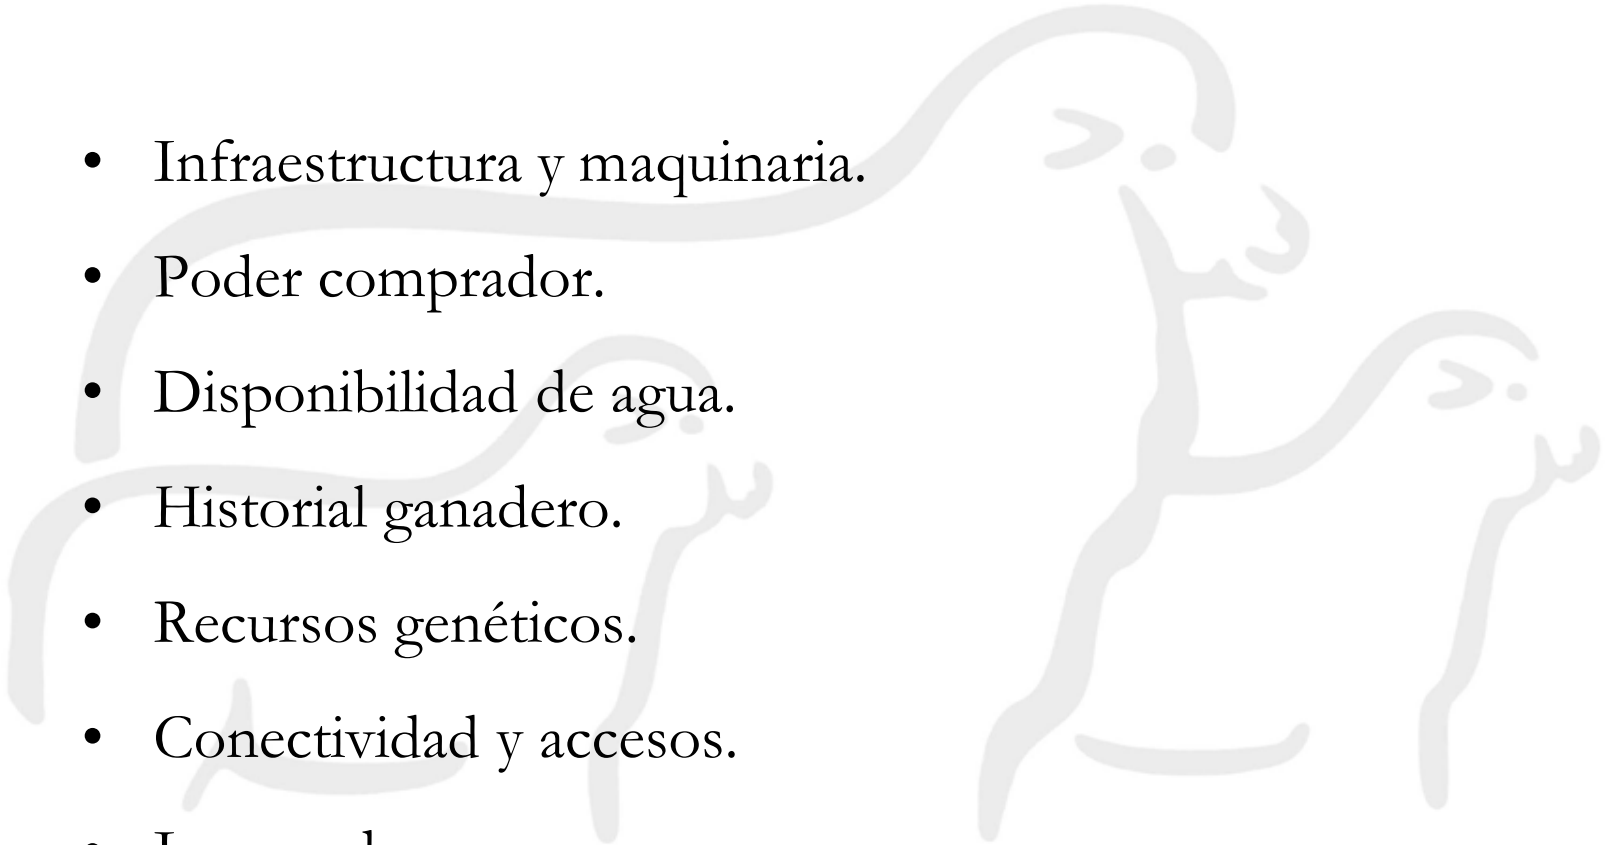 • Infraestructura y maquinaria.
• Poder comprador.
• Disponibilidad de agua.
• Historial ganadero.
• Recursos genéticos.
• Conectividad y accesos.